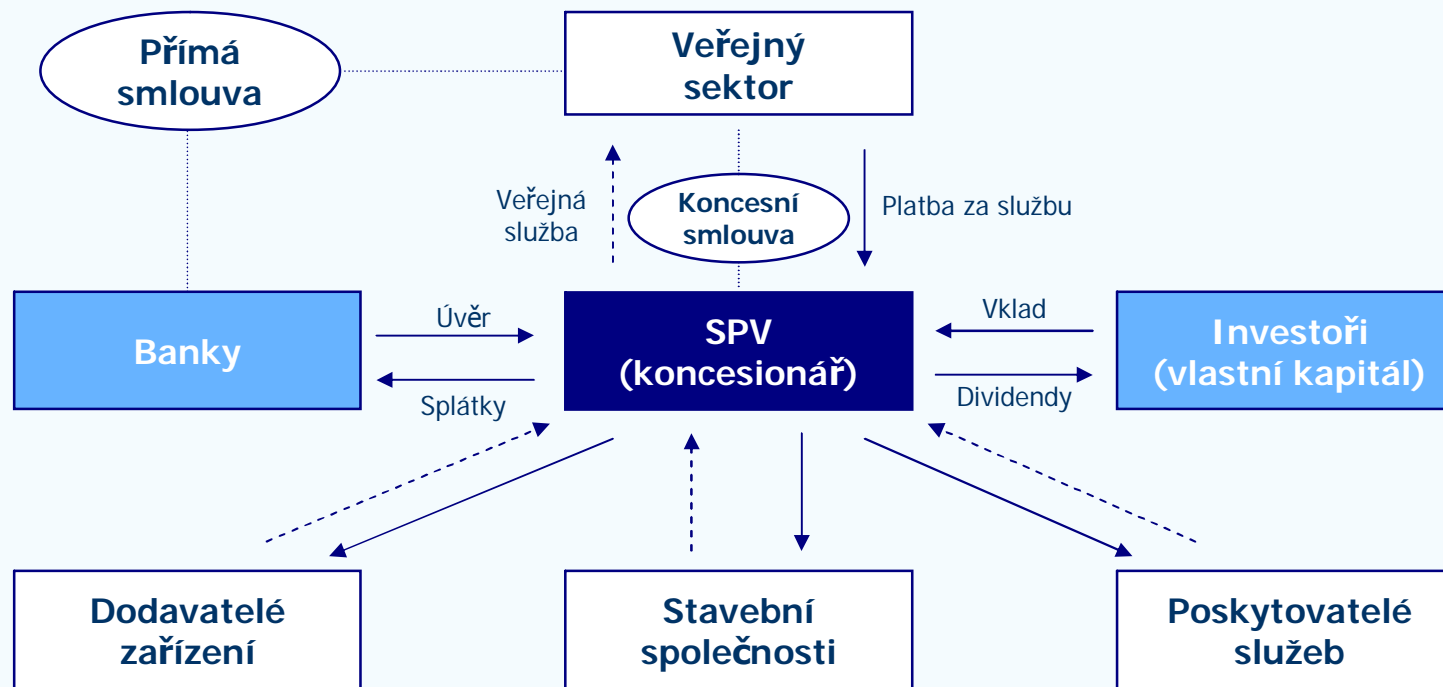 Přímá
smlouva
Veřejný
sektor
Veřejná
služba
Koncesní
smlouva
Platba za službu
Banky
Úvěr
Splátky
SPV
(koncesionář)
Vklad
Dividendy
Investoři
(vlastní kapitál)
Dodavatelé
zařízení
Stavební
společnosti
Poskytovatelé
služeb